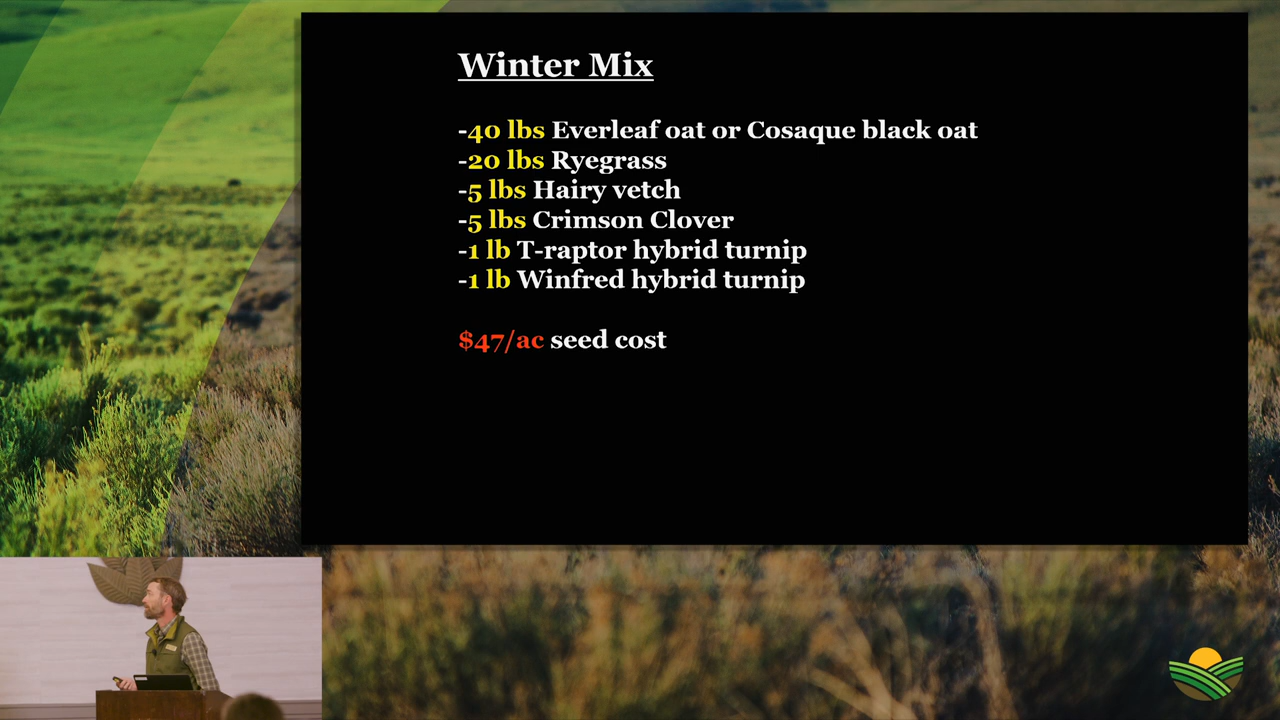 Winter Mix
-40 lbs Everleaf oat or Cosaque black oat
-20 lbs Ryegrass
-5 lbs Hairy vetch
-5 lbs Crimson Clover
-1 lb T-raptor hybrid turnip
-1 lb Winfred hybrid turnip
$47/ac seed cost